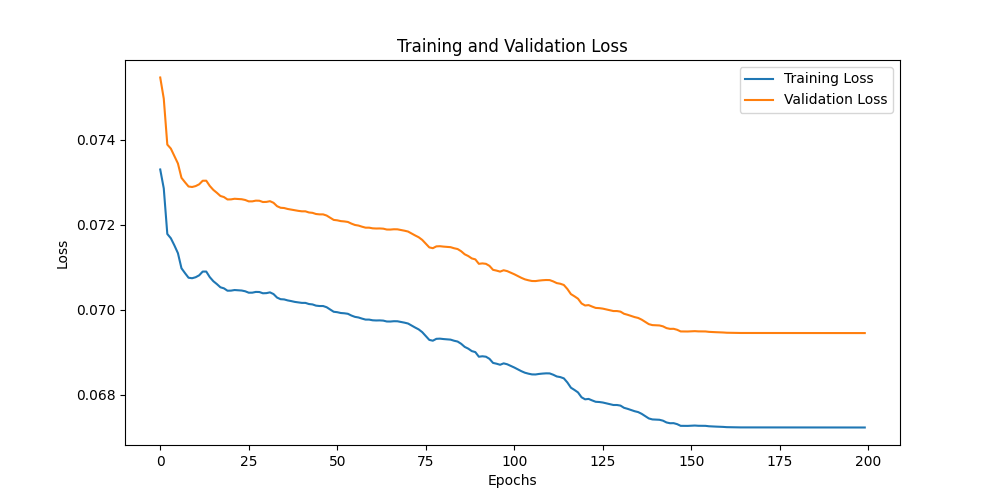 Training and Validation Loss
Training Loss
Validation Loss
0.074
0.072
0.070
0.068
Loss
0 25 50 75 100 125 150 175 200
Epochs